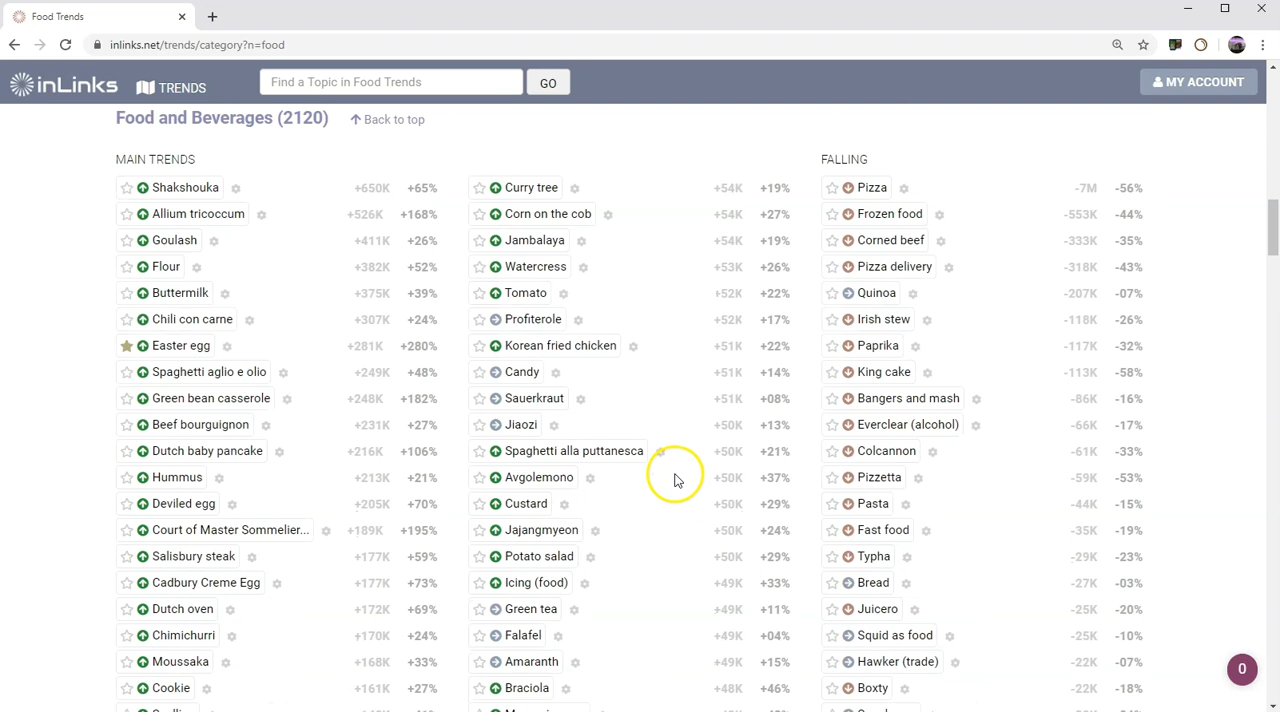 Food Trends
inlinks.net/trends/category?n=food
inLinks TRENDS Find a Topic in Food Trends GO MY ACCOUNT
Food and Beverages (2120) Back to top
MAIN TRENDS
Shakshouka +650K +65%
Allium tricoccum +526K +168%
Goulash +411K +26%
Flour +382K +52%
Buttermilk +375K +39%
Chili con carne +307K +24%
Easter egg +281K +280%
Spaghetti aglio e olio +249K +48%
Green bean casserole +248K +182%
Beef bourguignon +231K +27%
Dutch baby pancake +216K +106%
Hummus +213K +21%
Deviled egg +205K +70%
Court of Master Sommelier... +189K +195%
Salisbury steak +177K +59%
Cadbury Creme Egg +177K +73%
Dutch oven +172K +69%
Chimichurri +170K +24%
Moussaka +168K +33%
Cookie +161K +27%
Curry tree +54K +19%
Corn on the cob +54K +27%
Jambalaya +54K +19%
Watercress +53K +26%
Tomato +52K +22%
Profiterole +52K +17%
Korean fried chicken +51K +22%
Candy +51K +14%
Sauerkraut +51K +08%
Jiaozi +50K +13%
Spaghetti alla puttanesca +50K +21%
Avgolemono +50K +37%
Custard +50K +29%
Jajangmyeon +50K +24%
Potato salad +50K +29%
Icing (food) +49K +33%
Green tea +49K +11%
Falafel +49K +04%
Amaranth +49K +15%
Braciola +48K +46%
FALLING
Pizza -7M -56%
Frozen food -553K -44%
Corned beef -333K -35%
Pizza delivery -318K -43%
Quinoa -207K -07%
Irish stew -118K -26%
Paprika -117K -32%
King cake -113K -58%
Bangers and mash -86K -16%
Everclear (alcohol) -66K -17%
Colcannon -61K -33%
Pizzetta -59K -53%
Pasta -44K -15%
Fast food -35K -19%
Typha -29K -23%
Bread -27K -03%
Juicero -25K -20%
Squid as food -25K -10%
Hawker (trade) -22K -07%
Boxty -22K -18%
0